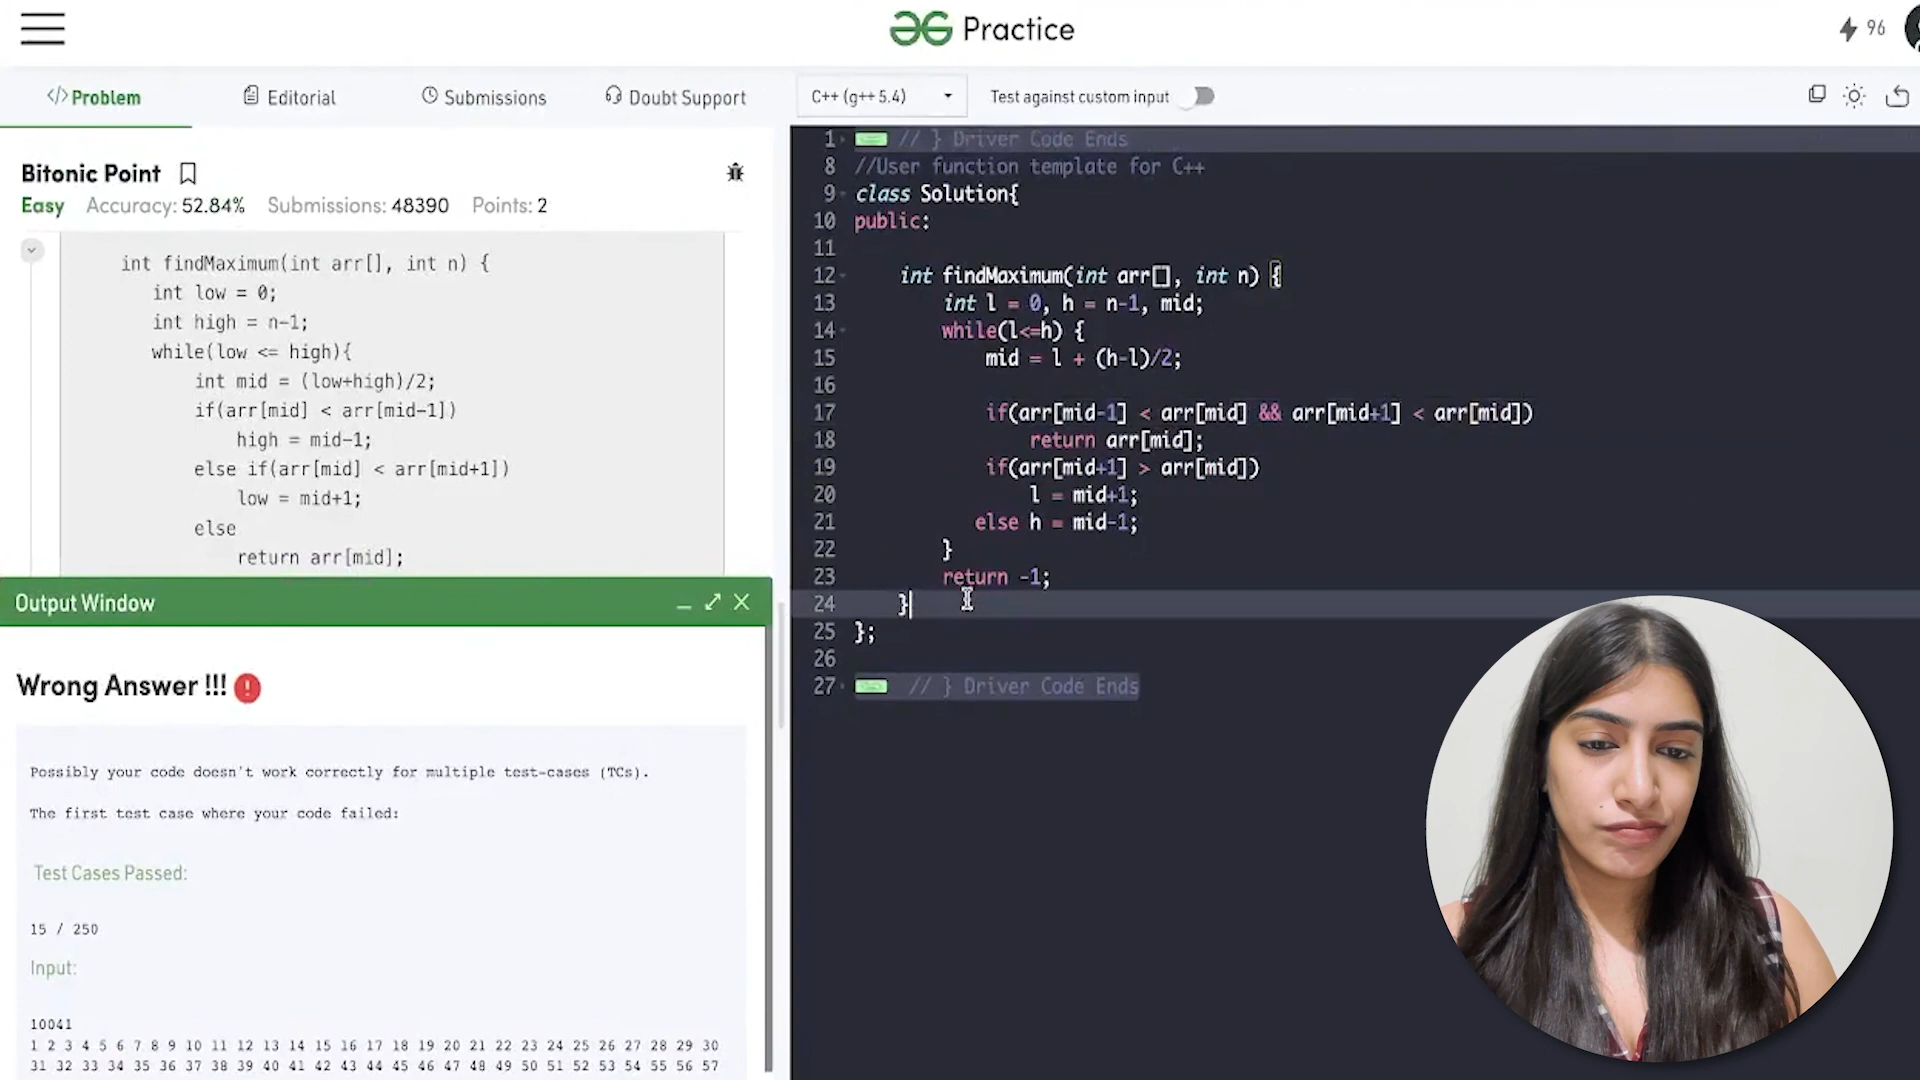 Practice
96
</>Problem
Editorial
Submissions
Doubt Support
C++ (g++ 5.4)
Test against custom input
Bitonic Point
Easy Accuracy: 52.84% Submissions: 48390 Points: 2
int findMaximum(int arr[], int n) {
int low = 0;
int high = n-1;
while(low <= high){
int mid = (low+high)/2;
if(arr[mid] < arr[mid-1])
high = mid-1;
else if(arr[mid] < arr[mid+1])
low = mid+1;
else
return arr[mid];
Output Window
Wrong Answer !!!
Possibly your code doesn't work correctly for multiple test-cases (TCs).
The first test case where your code failed:
Test Cases Passed:
15 / 250
Input:
10041
1 2 3 4 5 6 7 8 9 10 11 12 13 14 15 16 17 18 19 20 21 22 23 24 25 26 27 28 29 30
31 32 33 34 35 36 37 38 39 40 41 42 43 44 45 46 47 48 49 50 51 52 53 54 55 56 57
1 // } Driver Code Ends
8 //User function template for C++
9 class Solution{
10 public:
11
12 int findMaximum(int arr[], int n) {
13 int l = 0, h = n-1, mid;
14 while(l<=h) {
15 mid = l + (h-l)/2;
16
17 if(arr[mid-1] < arr[mid] && arr[mid+1] < arr[mid])
18 return arr[mid];
19 if(arr[mid+1] > arr[mid])
20 l = mid+1;
21 else h = mid-1;
22 }
23 return -1;
24 }
25 };
26
27 // } Driver Code Ends